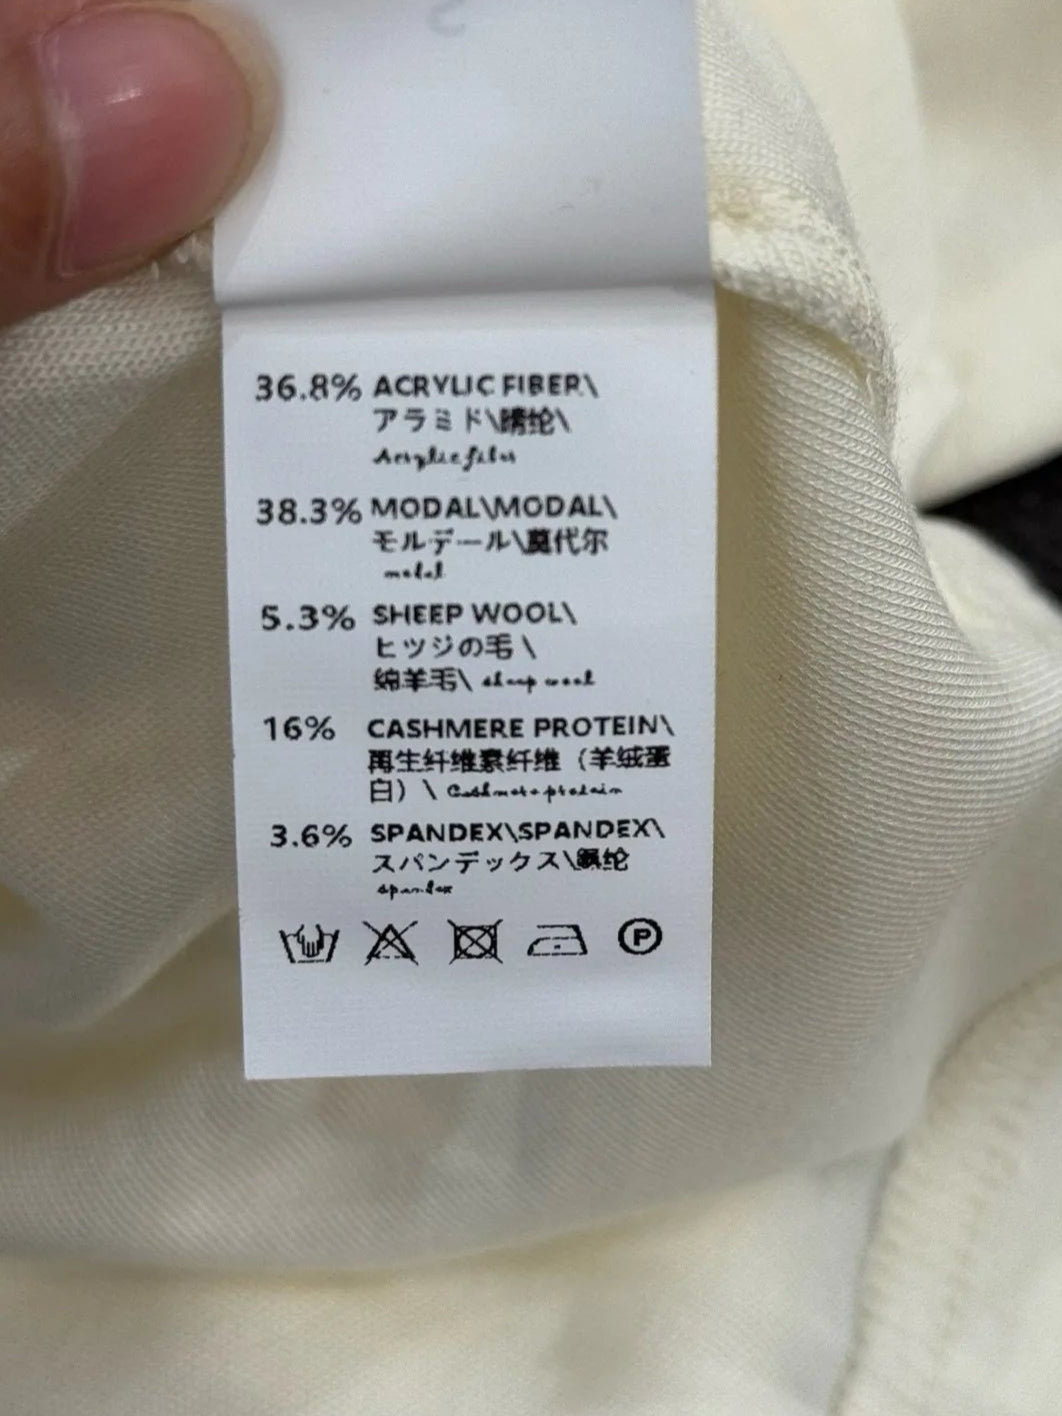 36.8% ACRYLIC FIBER\
アラミド\腈纶\
Acrylic fiber
38.3% MODAL\MODAL\
モルデール\莫代尔
modal
5.3% SHEEP WOOL\
ヒツジの毛\
绵羊毛\ sheep wool
16% CASHMERE PROTEIN\
再生纤维素纤维（羊绒蛋
白）\ Cashmere protein
3.6% SPANDEX\SPANDEX\
スパンデックス\氨纶
spandex
P